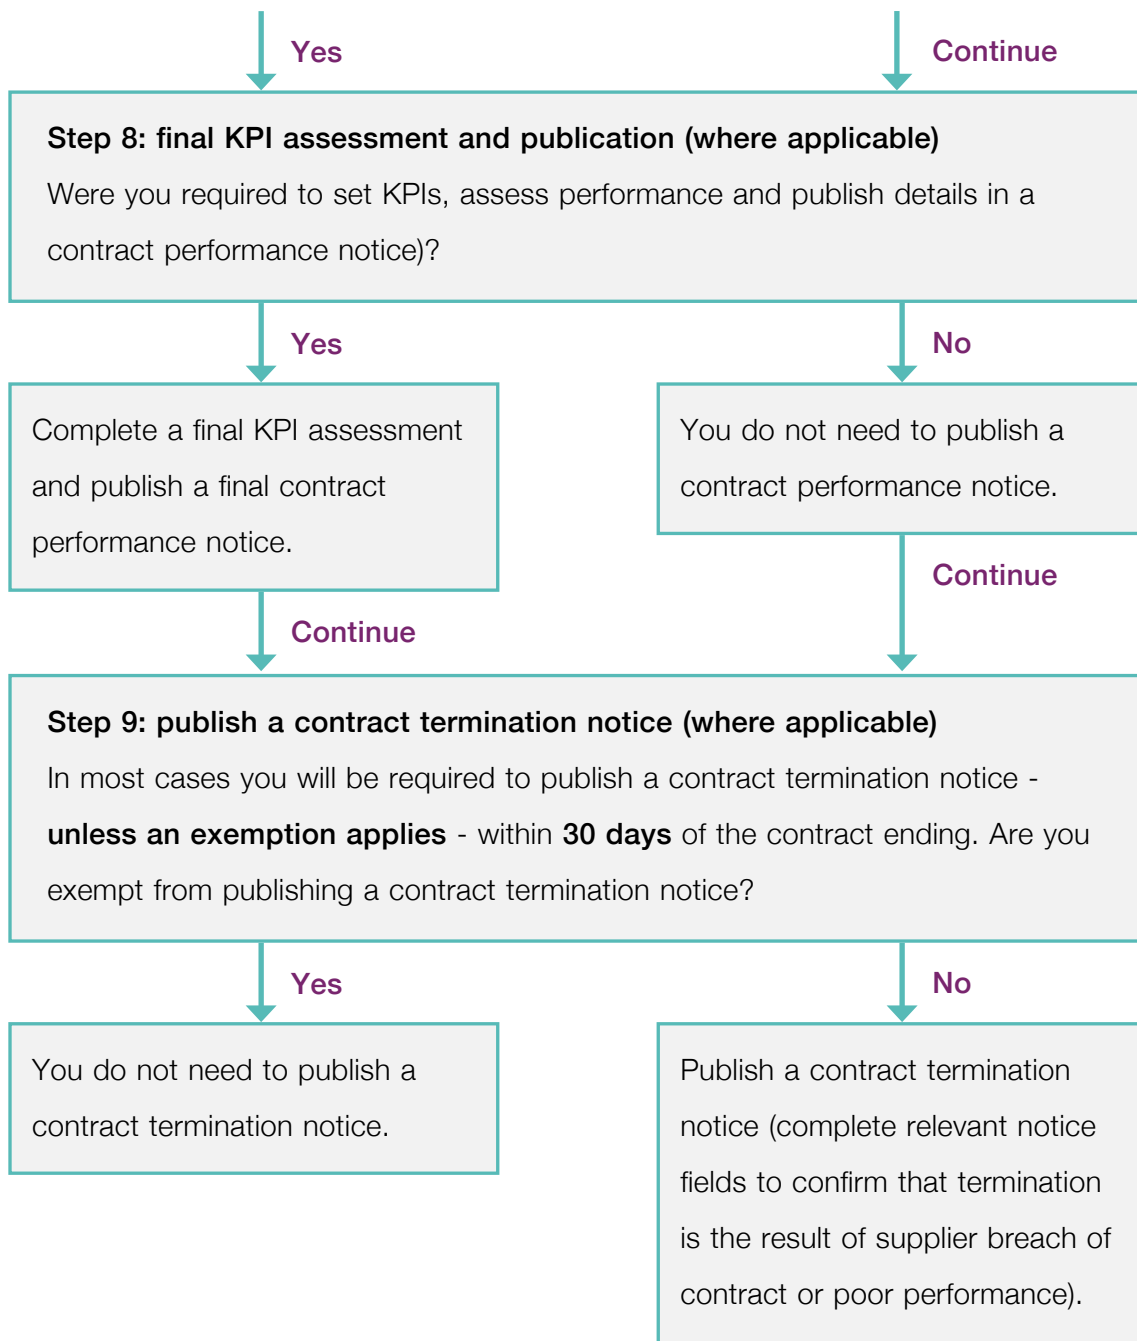 Yes
Continue
Step 8: final KPI assessment and publication (where applicable)
Were you required to set KPIs, assess performance and publish details in a
contract performance notice)?
Yes
No
Complete a final KPI assessment
and publish a final contract
performance notice.
You do not need to publish a
contract performance notice.
Continue
Continue
Step 9: publish a contract termination notice (where applicable)
In most cases you will be required to publish a contract termination notice -
unless an exemption applies - within 30 days of the contract ending. Are you
exempt from publishing a contract termination notice?
Yes
No
You do not need to publish a
contract termination notice.
Publish a contract termination
notice (complete relevant notice
fields to confirm that termination
is the result of supplier breach of
contract or poor performance).